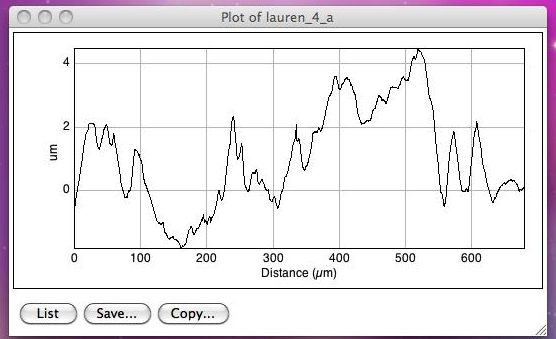 Plot of lauren_4_a
4
2
0
um
0 100 200 300 400 500 600
Distance (µm)
List Save... Copy...